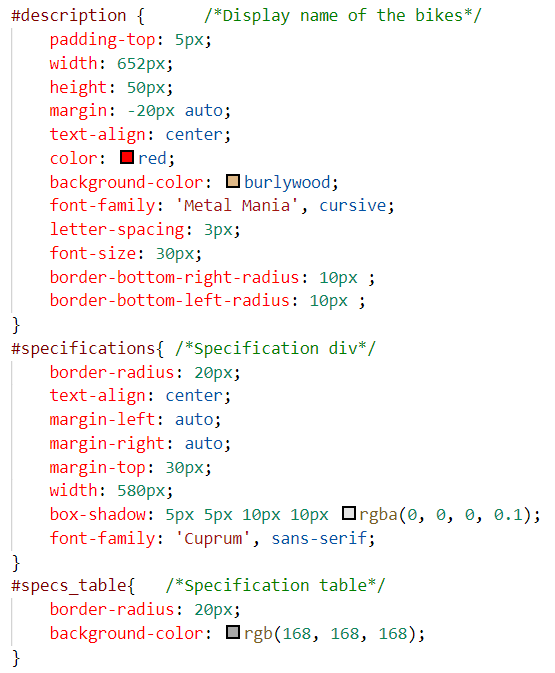 #description {      /*Display name of the bikes*/
    padding-top: 5px;
    width: 652px;
    height: 50px;
    margin: -20px auto;
    text-align: center;
    color: red;
    background-color: burlywood;
    font-family: 'Metal Mania', cursive;
    letter-spacing: 3px;
    font-size: 30px;
    border-bottom-right-radius: 10px ;
    border-bottom-left-radius: 10px ;
}
#specifications{ /*Specification div*/
    border-radius: 20px;
    text-align: center;
    margin-left: auto;
    margin-right: auto;
    margin-top: 30px;
    width: 580px;
    box-shadow: 5px 5px 10px 10px rgba(0, 0, 0, 0.1);
    font-family: 'Cuprum', sans-serif;
}
#specs_table{   /*Specification table*/
    border-radius: 20px;
    background-color: rgb(168, 168, 168);
}